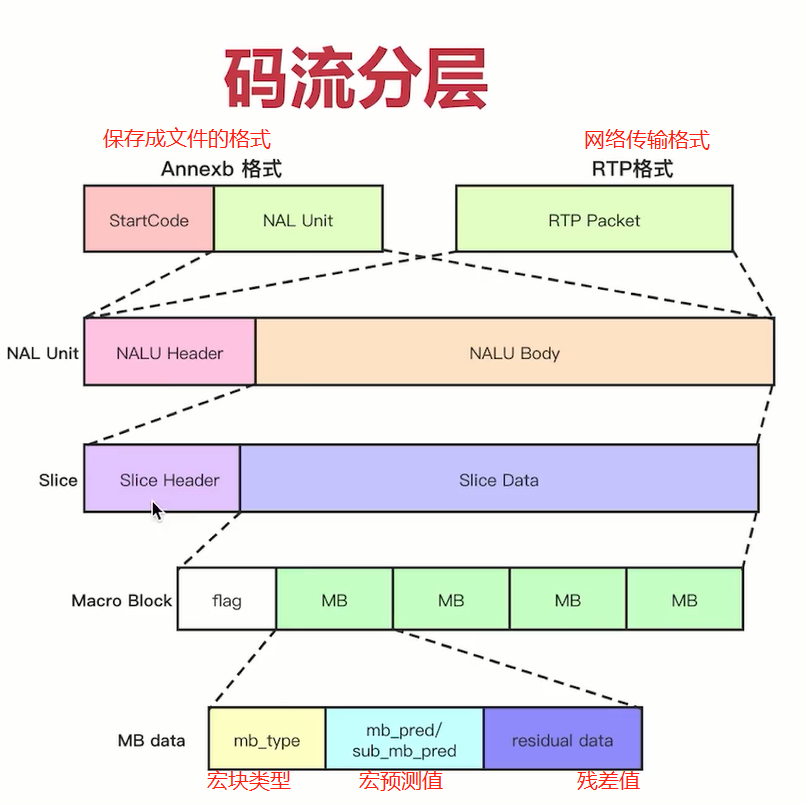 码流分层
保存成文件的格式
网络传输格式
Annexb 格式
RTP格式
StartCode
NAL Unit
RTP Packet
NAL Unit
NALU Header
NALU Body
Slice
Slice Header
Slice Data
Macro Block
flag
MB
MB
MB
MB
MB data
mb_type
mb_pred/
sub_mb_pred
residual data
宏块类型
宏预测值
残差值